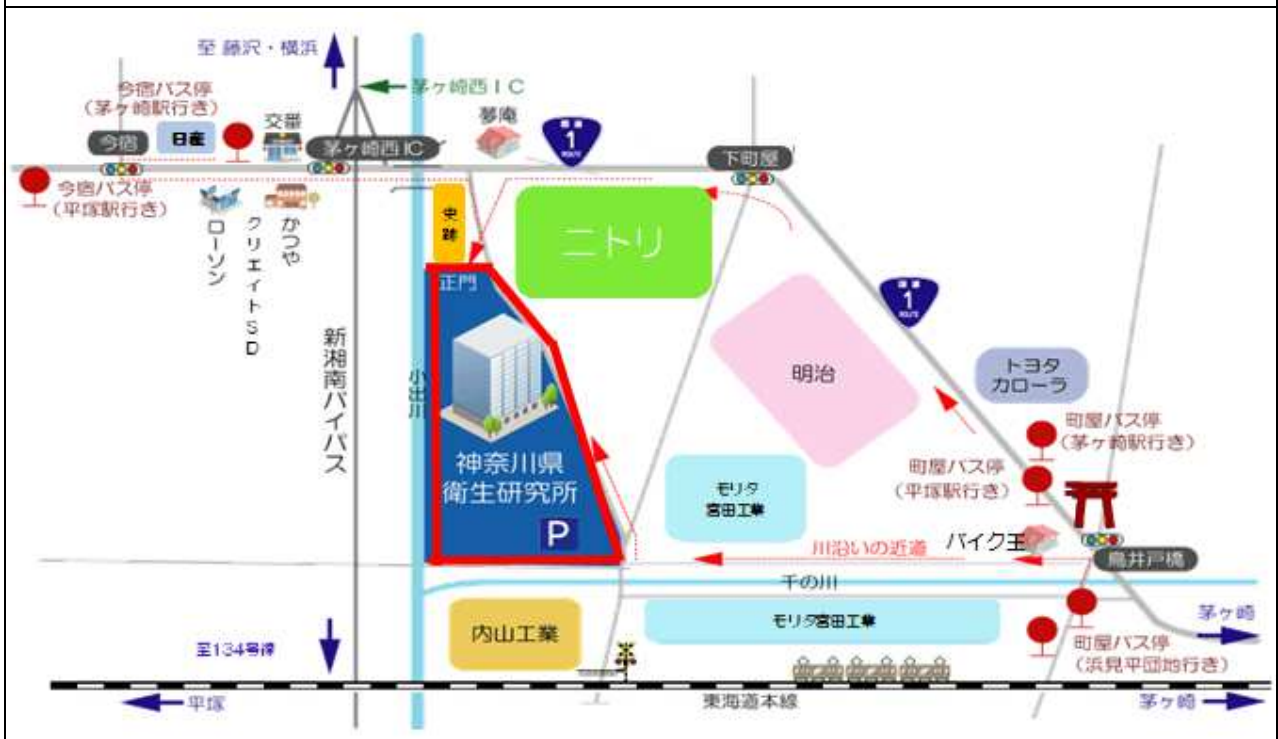 至 藤沢・横浜
今宿バス停
(茅ヶ崎駅行き)
茅ヶ崎西IC
今宿
日産
交番
茅ヶ崎西IC
夢庵
国道
1
ROUTE
下町屋
今宿バス停
(平塚駅行き)
ローソン
クリエイトSD
かつや
史跡
ニトリ
正門
国道
1
ROUTE
新湘南バイパス
小出川
明治
トヨタ
カローラ
町屋バス停
(茅ヶ崎駅行き)
町屋バス停
(平塚駅行き)
神奈川県
衛生研究所
P
モリタ
宮田工業
川沿いの近道
バイク王
鳥井戸橋
千の川
内山工業
モリタ宮田工業
茅ヶ崎
至134号線
町屋バス停
(浜見平団地行き)
平塚
東海道本線
茅ヶ崎